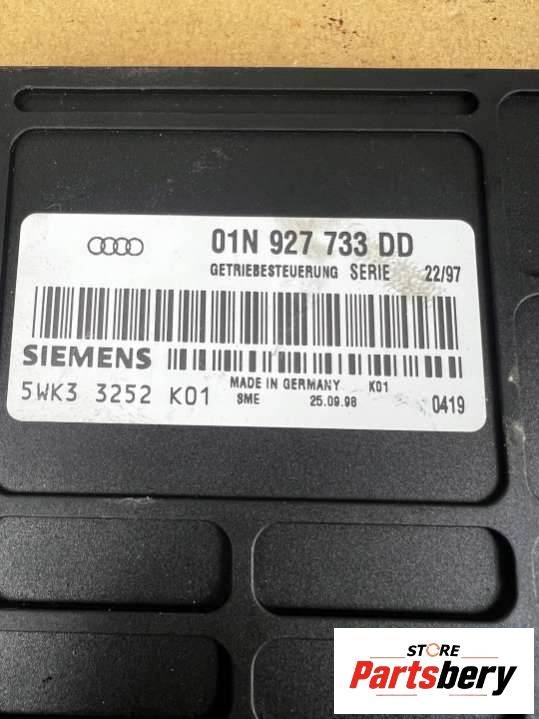 01N 927 733 DD
GETRIEBESTEUERUNG SERIE 22/97
SIEMENS
5WK3 3252 K01
MADE IN GERMANY K01
SME 25.09.98 0419
STORE
Partsbery